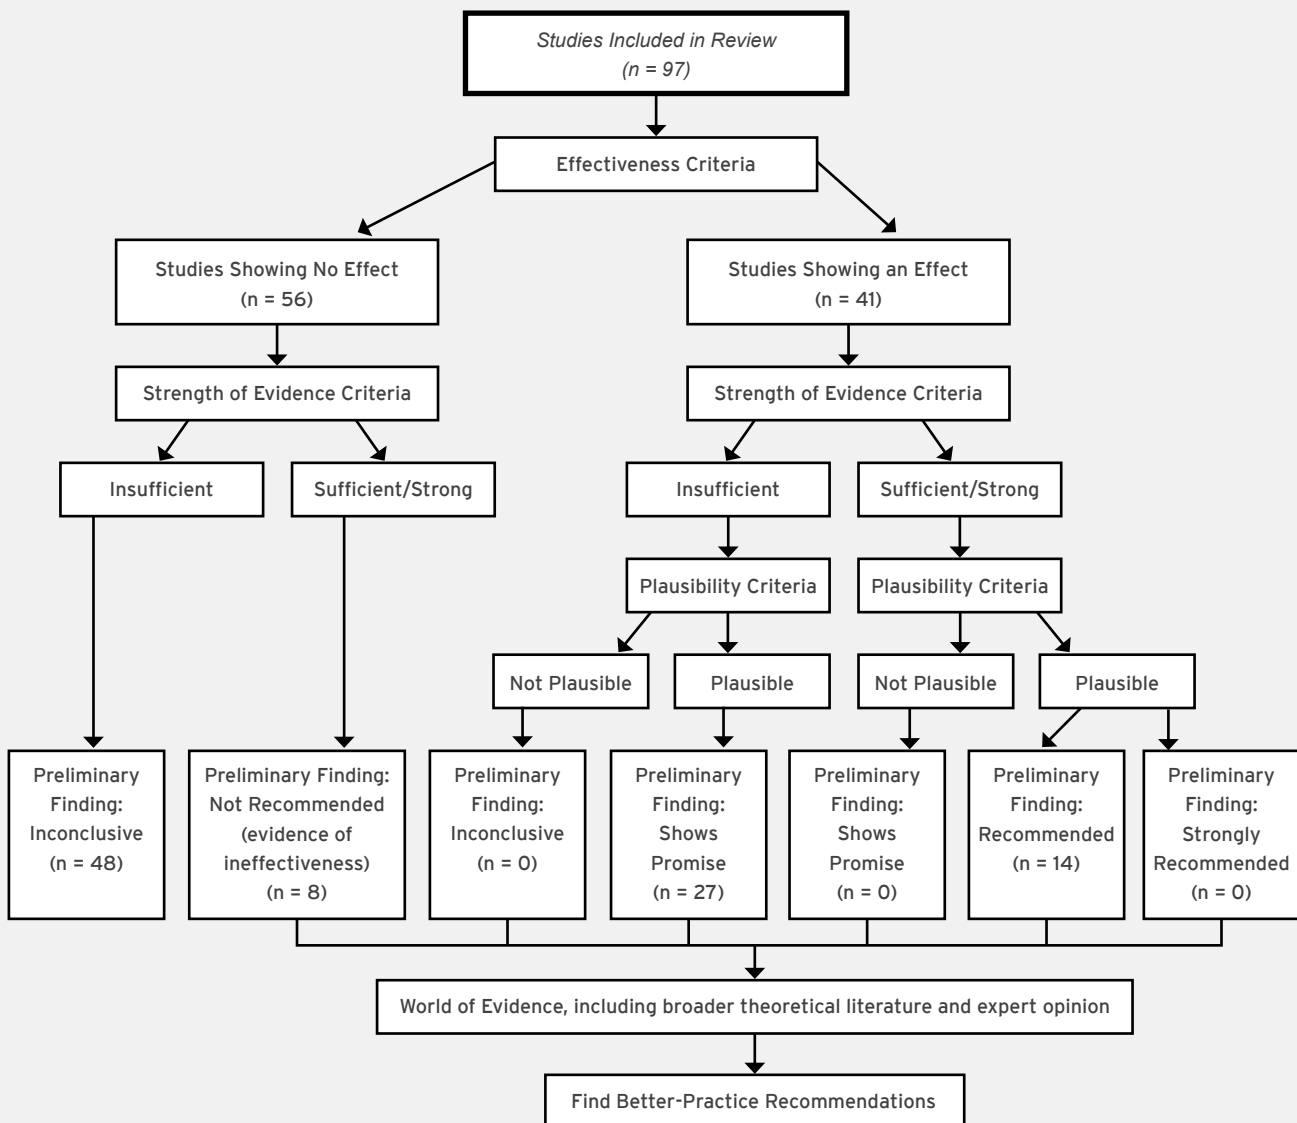 Studies Included in Review
(n = 97)
Effectiveness Criteria
Studies Showing No Effect
(n = 56)
Studies Showing an Effect
(n = 41)
Strength of Evidence Criteria
Strength of Evidence Criteria
Insufficient
Sufficient/Strong
Insufficient
Sufficient/Strong
Plausibility Criteria
Plausibility Criteria
Not Plausible
Plausible
Not Plausible
Plausible
Preliminary
Finding:
Inconclusive
(n = 48)
Preliminary Finding:
Not Recommended
(evidence of
ineffectiveness)
(n = 8)
Preliminary
Finding:
Inconclusive
(n = 0)
Preliminary
Finding:
Shows
Promise
(n = 27)
Preliminary
Finding:
Shows
Promise
(n = 0)
Preliminary
Finding:
Recommended
(n = 14)
Preliminary
Finding:
Strongly
Recommended
(n = 0)
World of Evidence, including broader theoretical literature and expert opinion
Find Better-Practice Recommendations